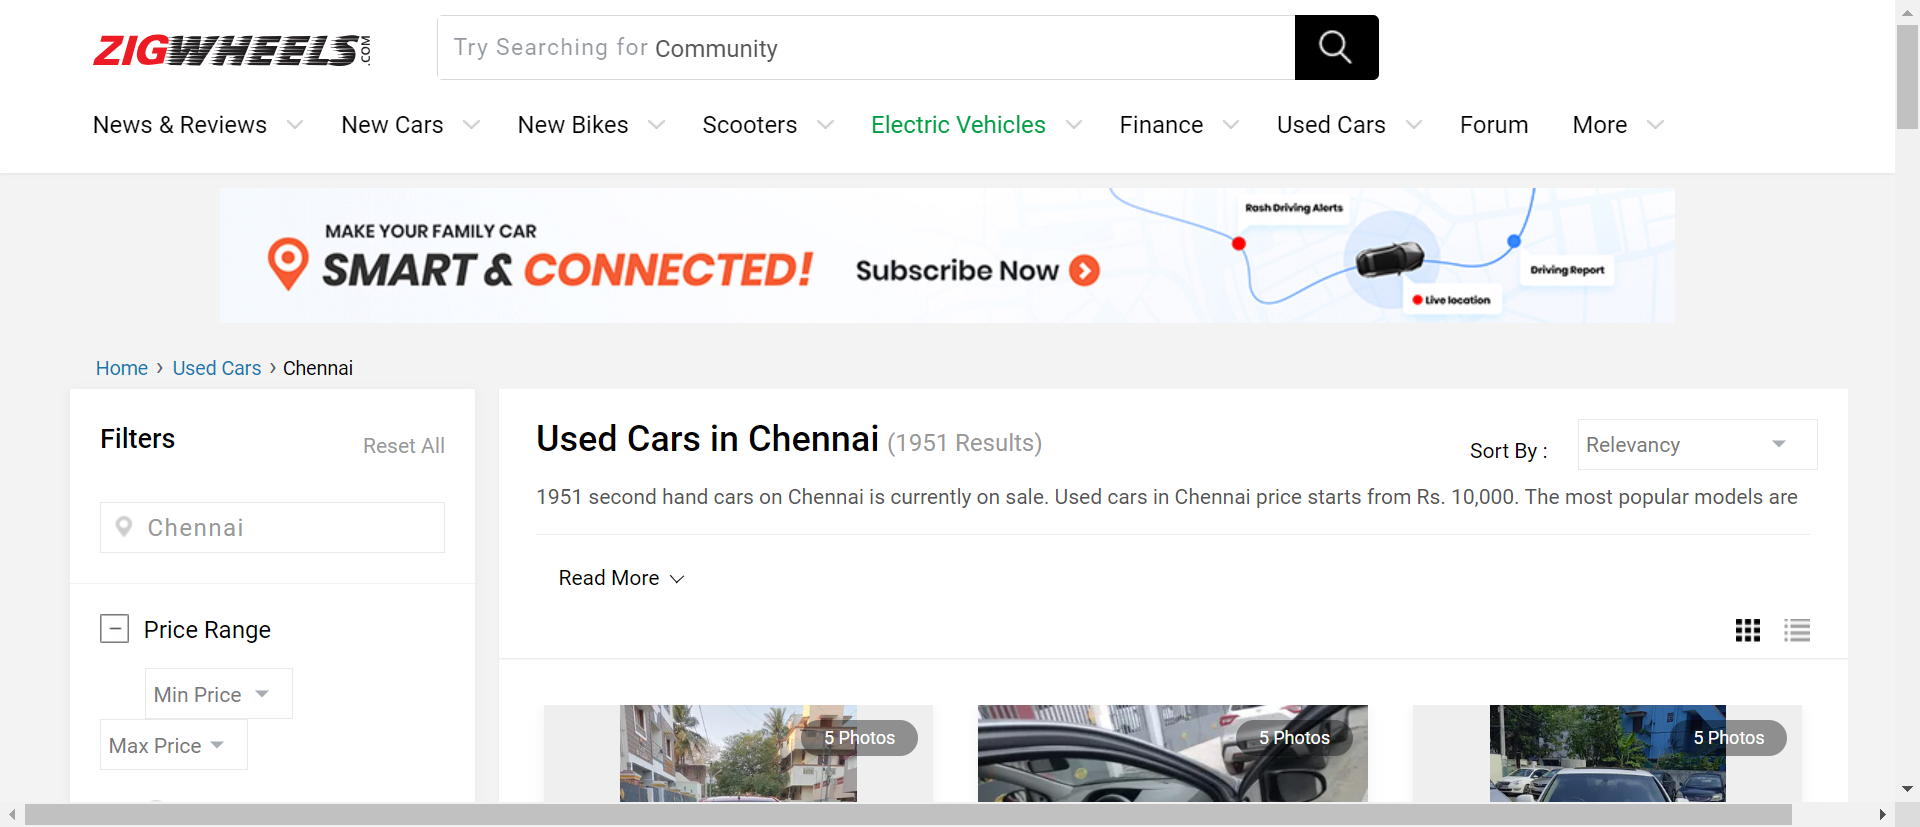 ZIGWHEELS.COM
Try Searching for Community
News & Reviews New Cars New Bikes Scooters Electric Vehicles Finance Used Cars Forum More
MAKE YOUR FAMILY CAR
SMART & CONNECTED!
Subscribe Now
Rash Driving Alerts
Driving Report
Live location
Home › Used Cars › Chennai
Filters
Reset All
Chennai
Price Range
Min Price
Max Price
Used Cars in Chennai (1951 Results)
Sort By : Relevancy
1951 second hand cars on Chennai is currently on sale. Used cars in Chennai price starts from Rs. 10,000. The most popular models are
Read More
5 Photos
5 Photos
5 Photos